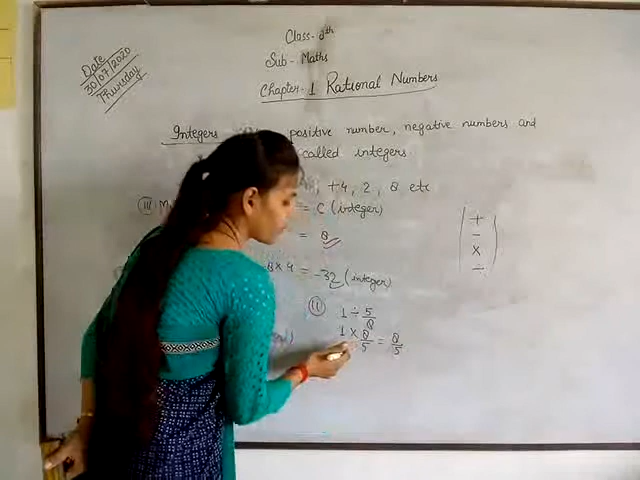 Class- 8th
Sub- Maths
Date
30/07/2020
Thursday
Chapter-1 Rational Numbers
Integers positive number, negative numbers and
called integers.
+4, 2, 8 etc
(iii) M = C (integer)
= 8
8×4 = -32 (integer)
(ii) 1 ÷ 5/8
1 × 8/5 = 8/5
+
-
×
÷